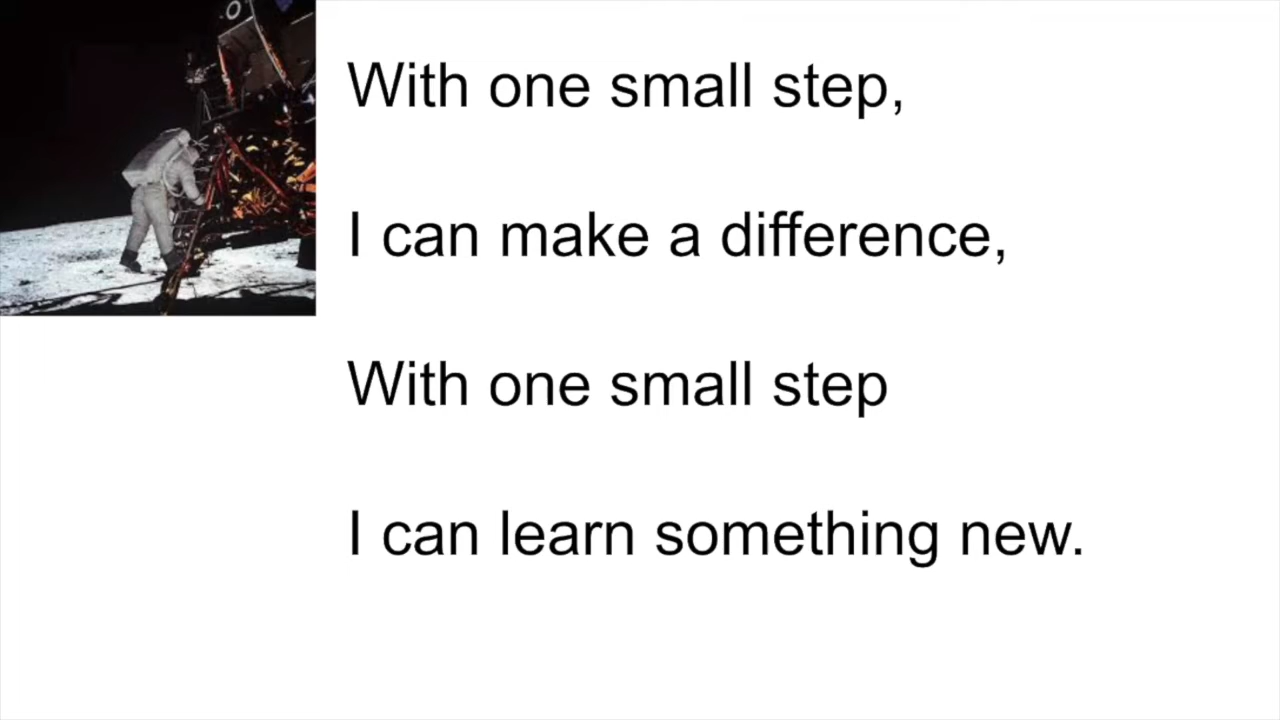 With one small step,
I can make a difference,
With one small step
I can learn something new.